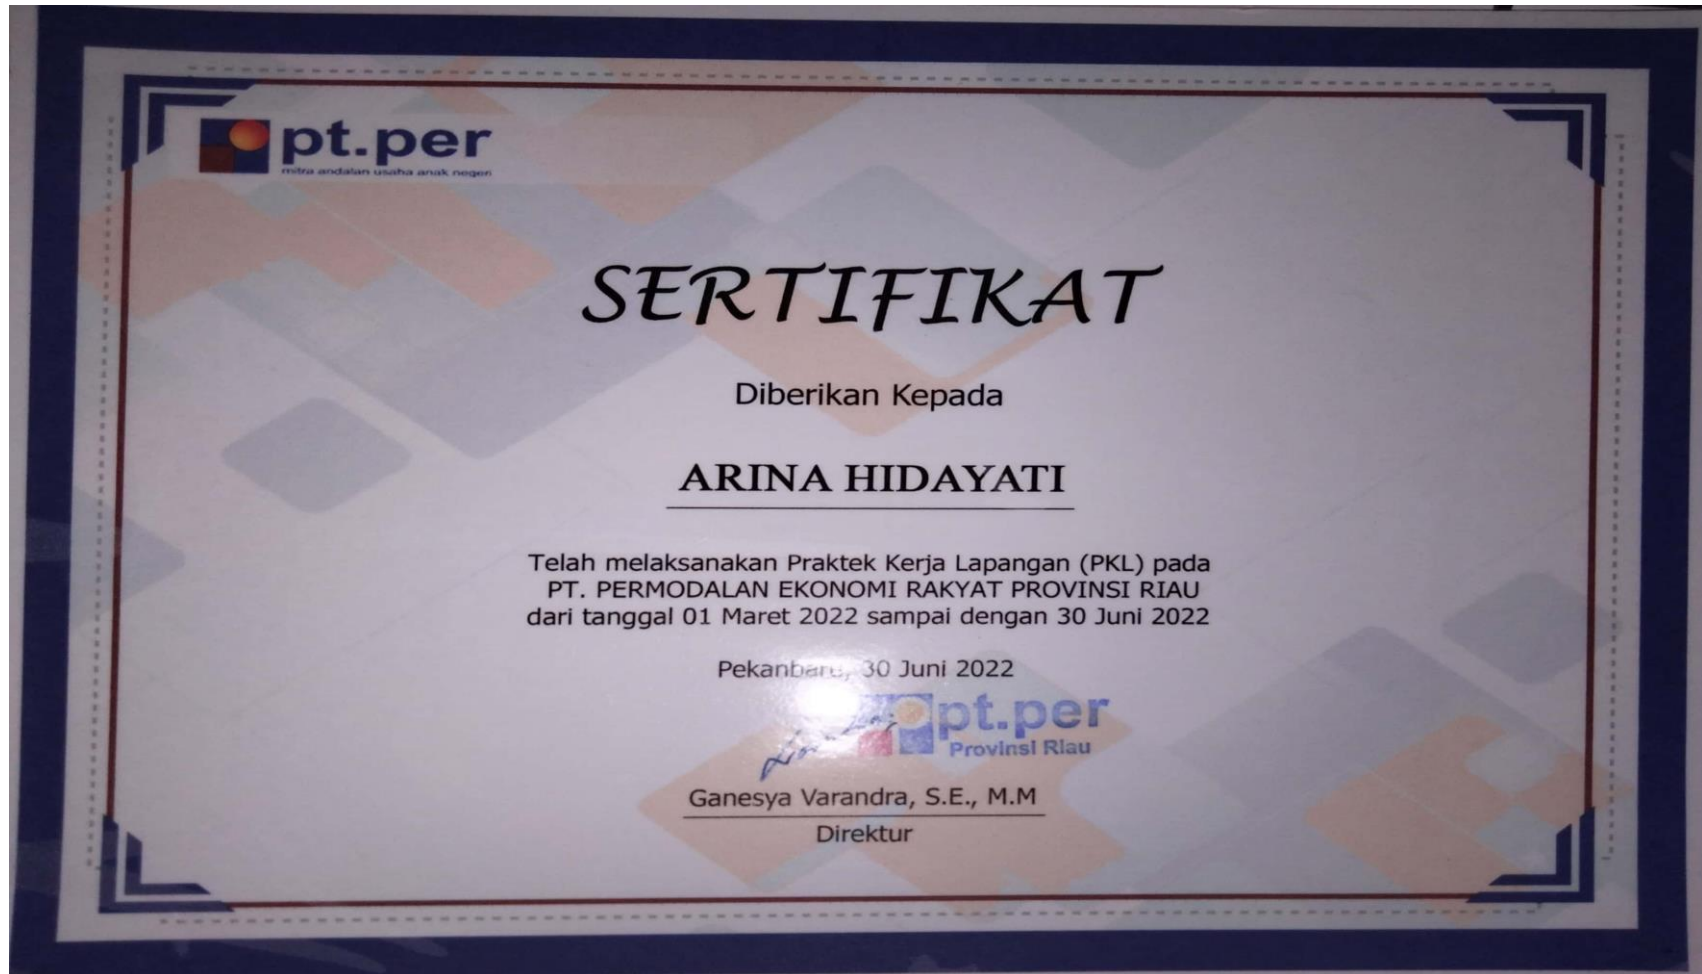 pt.per
mitra andalan usaha anak negeri
SERTIFIKAT
Diberikan Kepada
ARINA HIDAYATI
Telah melaksanakan Praktek Kerja Lapangan (PKL) pada
PT. PERMODALAN EKONOMI RAKYAT PROVINSI RIAU
dari tanggal 01 Maret 2022 sampai dengan 30 Juni 2022
Pekanbaru, 30 Juni 2022
pt.per
Provinsi Riau
Ganesya Varandra, S.E., M.M
Direktur